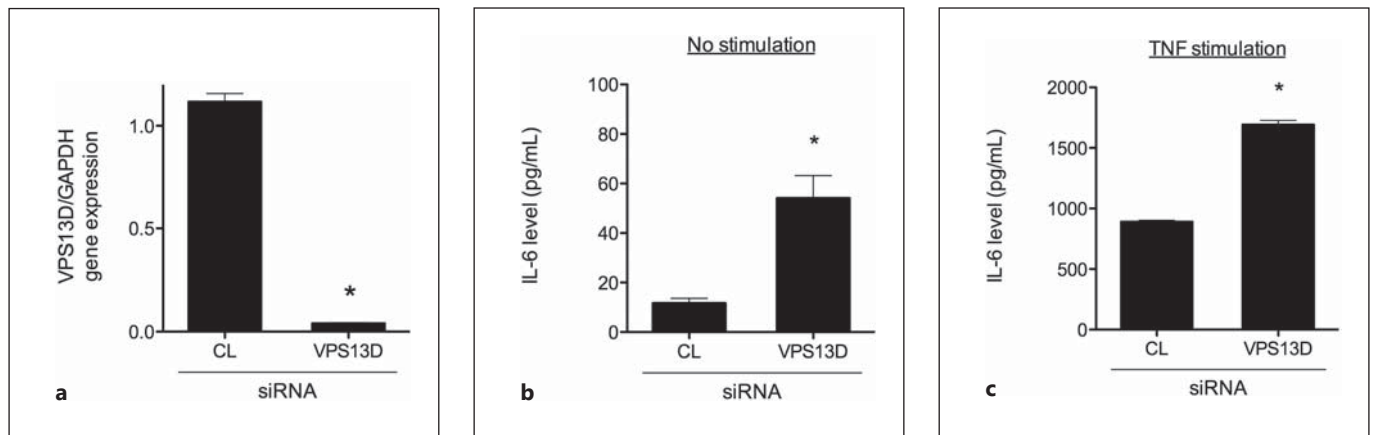 VPS13D/GAPDH
gene expression
1.0
0.5
0.0
*
CL
VPS13D
siRNA
a
No stimulation
IL-6 level (pg/mL)
100
80
60
40
20
0
*
CL
VPS13D
siRNA
b
TNF stimulation
IL-6 level (pg/mL)
2000
1500
1000
500
0
*
CL
VPS13D
siRNA
c